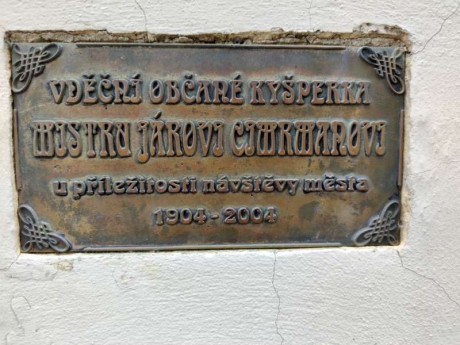 VDĚČNÍ OBČANÉ KYŠPERKA
MISTRU JÁROVI CIMRMANOVI
u příležitosti návštěvy města
1904-2004